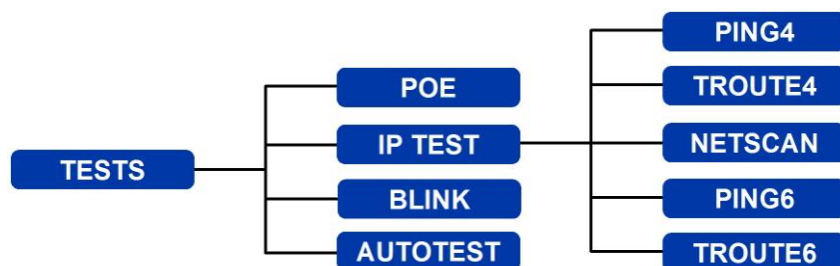 TESTS
POE
IP TEST
BLINK
AUTOTEST
PING4
TROUTE4
NETSCAN
PING6
TROUTE6